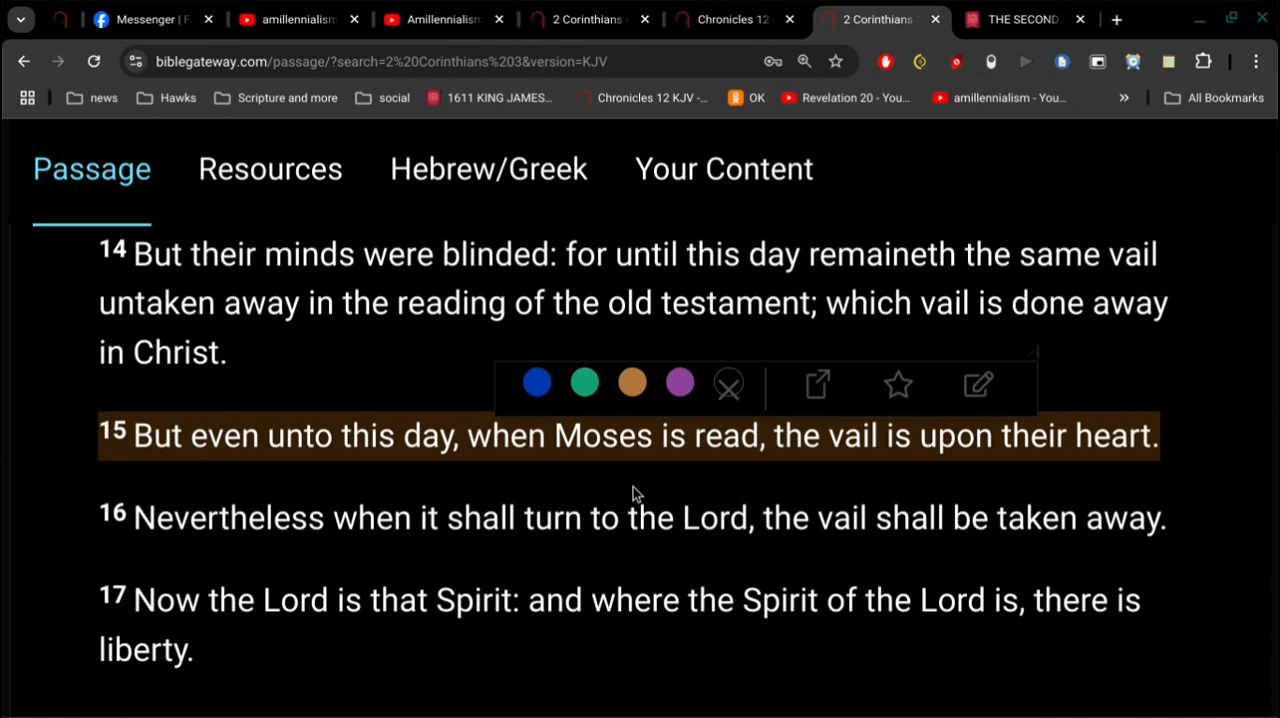 Messenger | F
amillennialism
Amillennialism
2 Corinthians
Chronicles 12
2 Corinthians
THE SECOND
biblegateway.com/passage/?search=2%20Corinthians%203&version=KJV
news
Hawks
Scripture and more
social
1611 KING JAMES...
Chronicles 12 KJV -...
OK
Revelation 20 - You...
amillennialism - You...
»
All Bookmarks
Passage Resources Hebrew/Greek Your Content
14 But their minds were blinded: for until this day remaineth the same vail
untaken away in the reading of the old testament; which vail is done away
in Christ.
15 But even unto this day, when Moses is read, the vail is upon their heart.
16 Nevertheless when it shall turn to the Lord, the vail shall be taken away.
17 Now the Lord is that Spirit: and where the Spirit of the Lord is, there is
liberty.